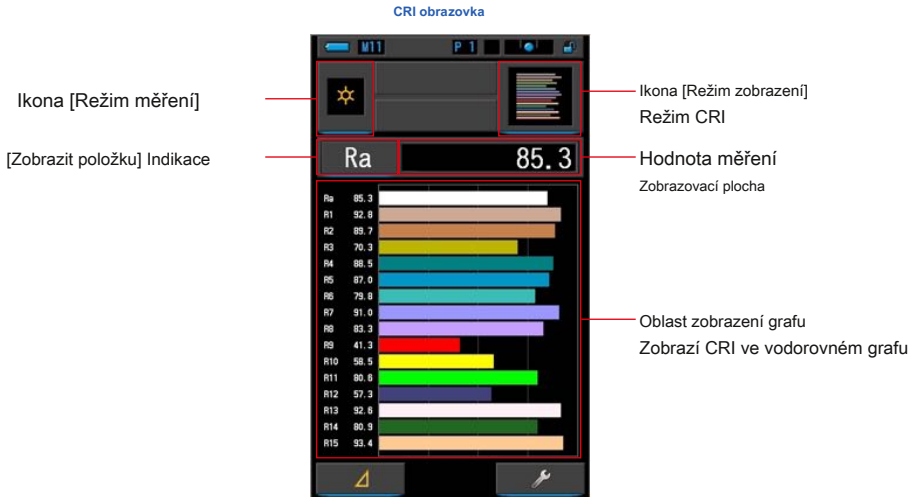 CRI obrazovka
M11 P 1
Ikona [Režim měření]
Ikona [Režim zobrazení]
Režim CRI
[Zobrazit položku] Indikace
Ra 85.3
Hodnota měření
Zobrazovací plocha
Ra 85.3
R1 92.8
R2 89.7
R3 70.3
R4 88.5
R5 87.0
R6 79.8
R7 91.0
R8 83.3
R9 41.3
R10 58.5
R11 80.6
R12 57.3
R13 92.6
R14 80.9
R15 93.4
Oblast zobrazení grafu
Zobrazí CRI ve vodorovném grafu